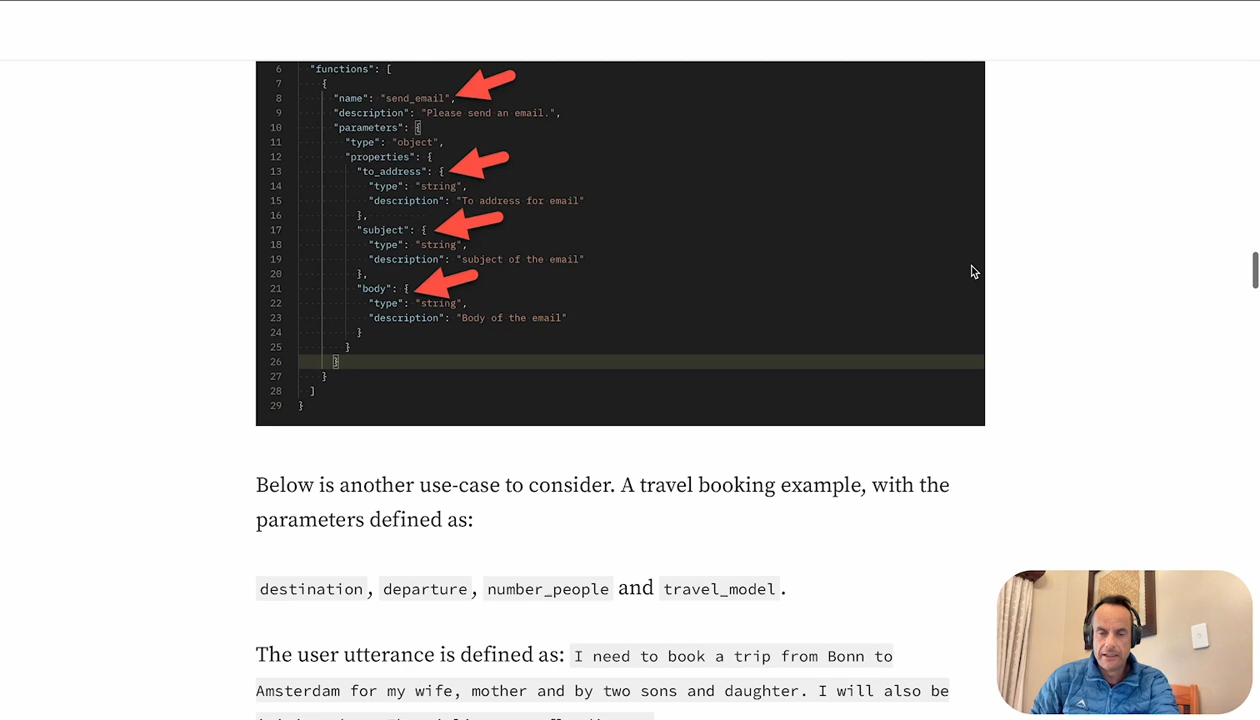 6 "functions": [
7 {
8 "name": "send_email",
9 "description": "Please send an email.",
10 "parameters": {
11 "type": "object",
12 "properties": {
13 "to_address": {
14 "type": "string",
15 "description": "To address for email"
16 },
17 "subject": {
18 "type": "string",
19 "description": "subject of the email"
20 },
21 "body": {
22 "type": "string",
23 "description": "Body of the email"
24 }
25 }
26 }
27 }
28 ]
29 }
Below is another use-case to consider. A travel booking example, with the
parameters defined as:
destination, departure, number_people and travel_model.
The user utterance is defined as: I need to book a trip from Bonn to
Amsterdam for my wife, mother and by two sons and daughter. I will also be